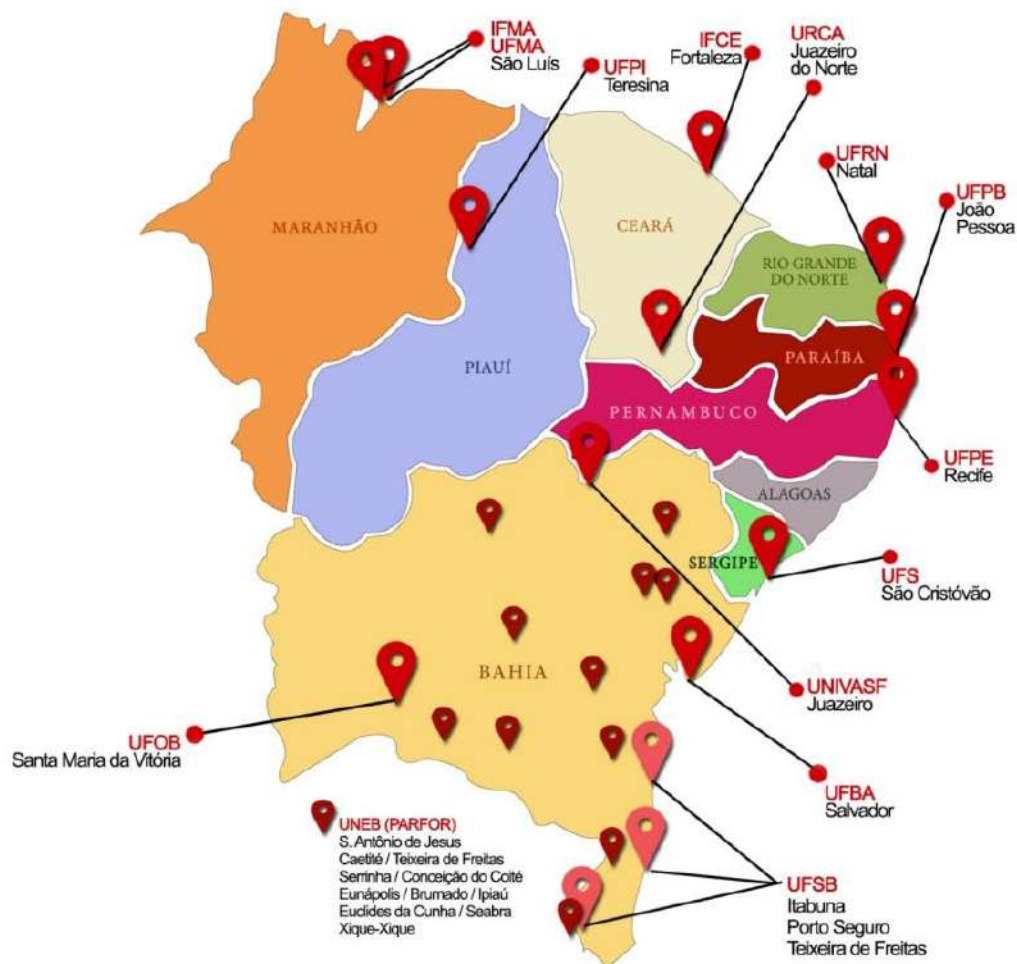 IFMA
UFMA
São Luís
UFPI
Teresina
IFCE
Fortaleza
URCA
Juazeiro
do Norte
UFRN
Natal
UFPB
João
Pessoa
MARANHÃO
CEARÁ
RIO GRANDE
DO NORTE
PIAUÍ
PARAÍBA
PERNAMBUCO
UFPE
Recife
ALAGOAS
SERGIPE
UFS
São Cristóvão
BAHIA
UNIVASF
Juazeiro
UFOB
Santa Maria da Vitória
UFBA
Salvador
UNEB (PARFOR)
S. Antônio de Jesus
Caetité / Teixeira de Freitas
Serrinha / Conceição do Coité
Eunápolis / Brumado / Ipiaú
Euclides da Cunha / Seabra
Xique-Xique
UFSB
Itabuna
Porto Seguro
Teixeira de Freitas